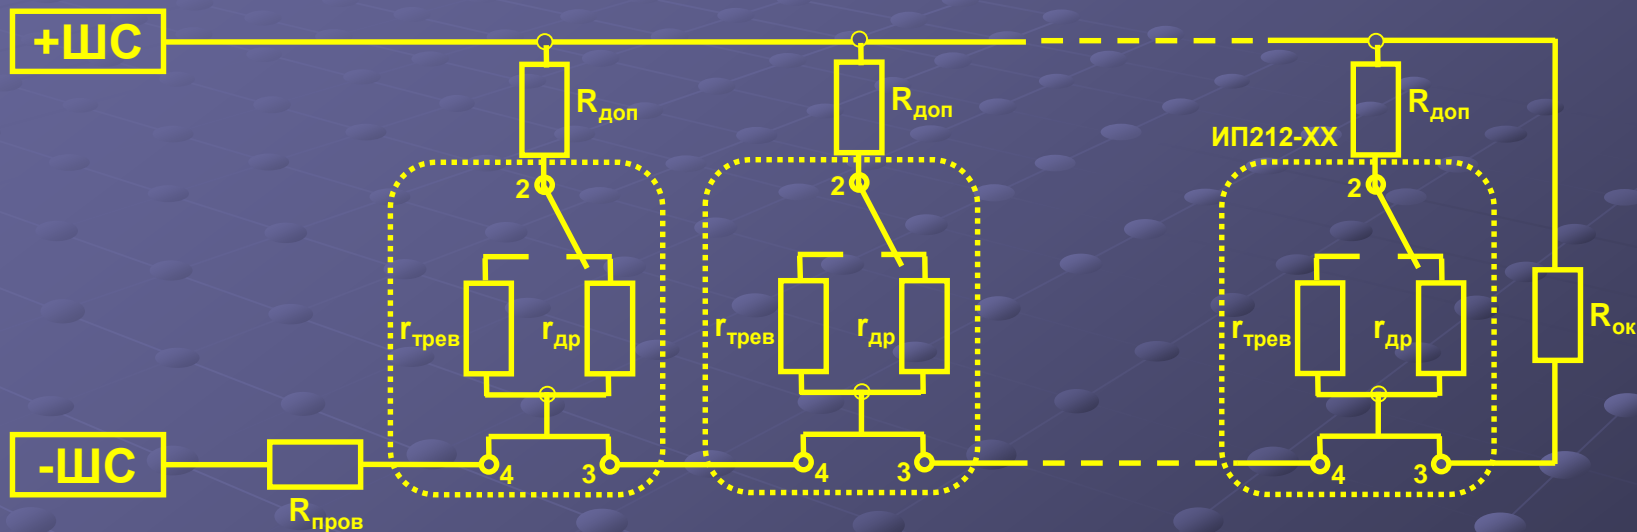 +ШС
Rдоп
Rдоп
Rдоп
ИП212-ХХ
2
2
2
rтрев
rдр
rтрев
rдр
rтрев
rдр
Rок
-ШС
4
3
4
3
4
3
Rпров